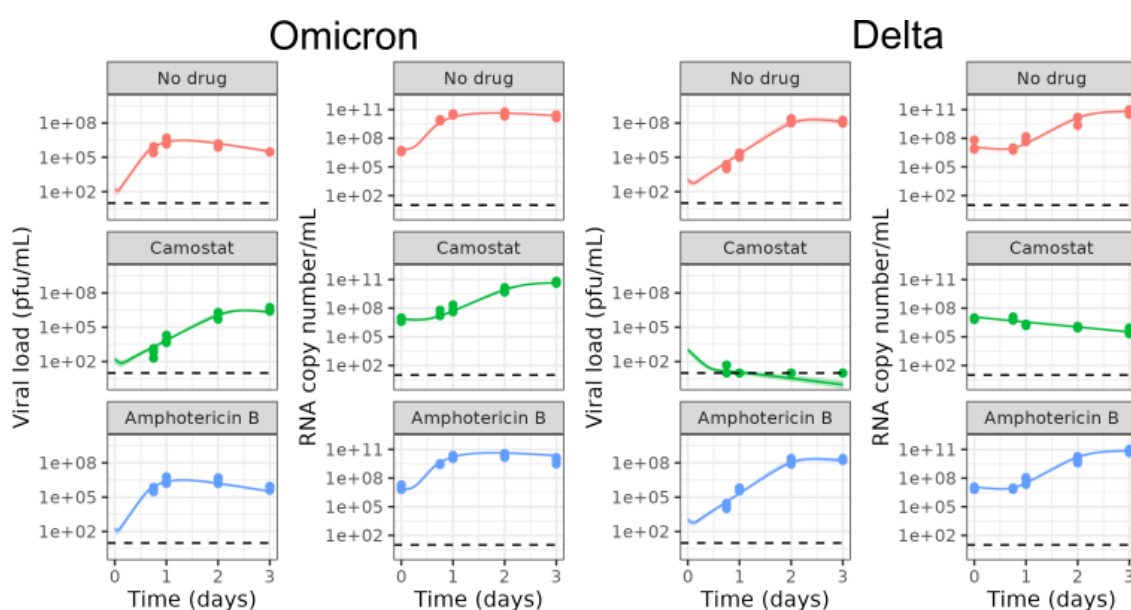 Omicron
Delta
No drug
No drug
No drug
No drug
1e+08
1e+05
1e+02
1e+11
1e+08
1e+05
1e+02
1e+08
1e+05
1e+02
1e+11
1e+08
1e+05
1e+02
Viral load (pfu/mL)
RNA copy number/mL
Viral load (pfu/mL)
RNA copy number/mL
Camostat
Camostat
Camostat
Camostat
1e+08
1e+05
1e+02
1e+11
1e+08
1e+05
1e+02
1e+08
1e+05
1e+02
1e+11
1e+08
1e+05
1e+02
Amphotericin B
Amphotericin B
Amphotericin B
Amphotericin B
1e+08
1e+05
1e+02
1e+11
1e+08
1e+05
1e+02
1e+08
1e+05
1e+02
1e+11
1e+08
1e+05
1e+02
0 1 2 3
0 1 2 3
0 1 2 3
0 1 2 3
Time (days)
Time (days)
Time (days)
Time (days)